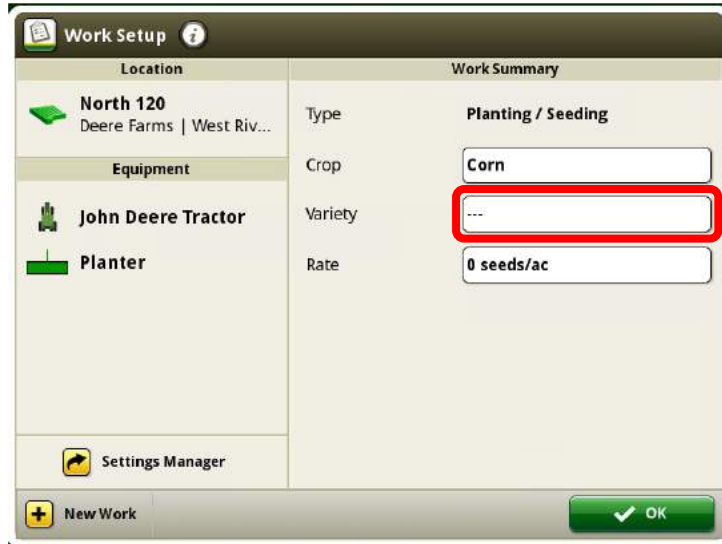 Work Setup i
Location
North 120
Deere Farms | West Riv...
Equipment
John Deere Tractor
Planter
Settings Manager
Work Summary
Type Planting / Seeding
Crop Corn
Variety ---
Rate 0 seeds/ac
New Work
OK